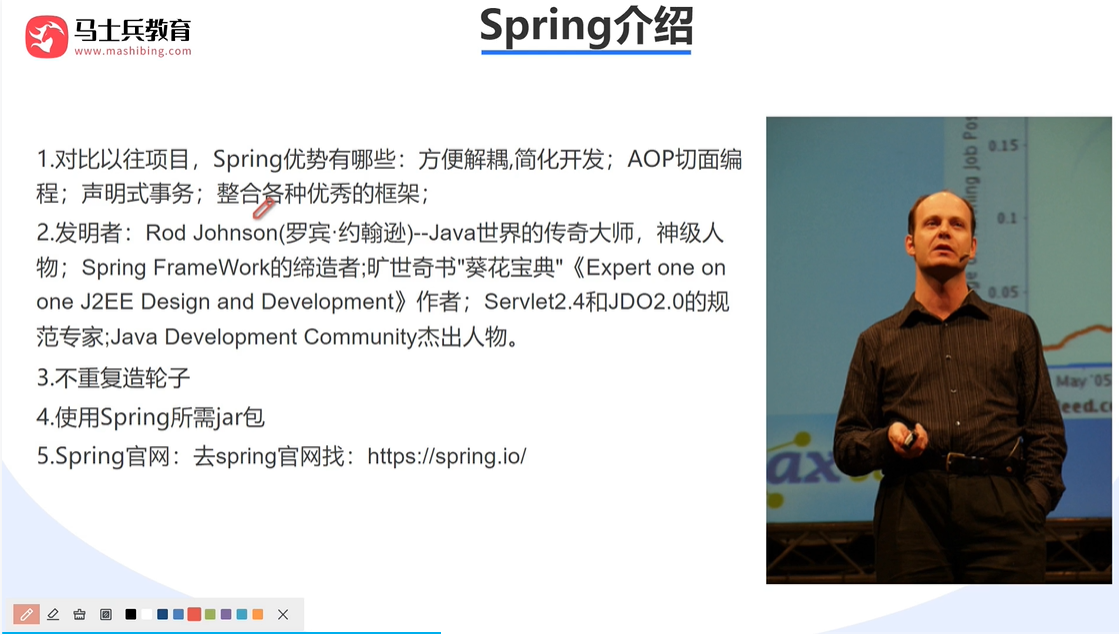 马士兵教育
www.mashibing.com
Spring介绍
1.对比以往项目，Spring优势有哪些：方便解耦,简化开发；AOP切面编
程；声明式事务；整合各种优秀的框架；
2.发明者：Rod Johnson(罗宾·约翰逊)--Java世界的传奇大师，神级人
物；Spring FrameWork的缔造者;旷世奇书"葵花宝典"《Expert one on
one J2EE Design and Development》作者；Servlet2.4和JDO2.0的规
范专家;Java Development Community杰出人物。
3.不重复造轮子
4.使用Spring所需jar包
5.Spring官网：去spring官网找：https://spring.io/
0.15
0.1
0.05
May '05